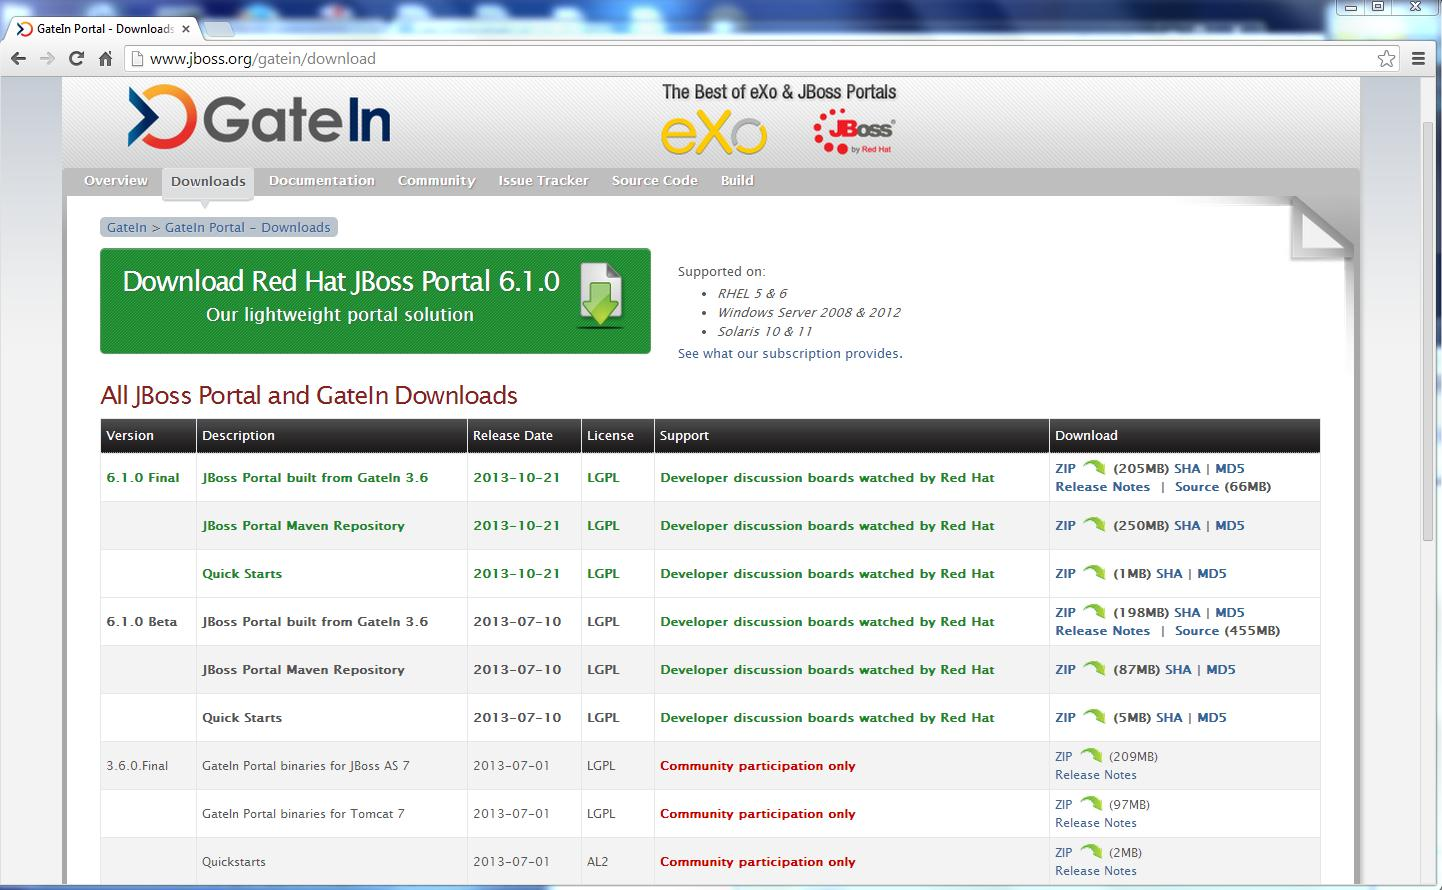 GateIn Portal - Downloads
www.jboss.org/gatein/download
GateIn
The Best of eXo & JBoss Portals
eXo
JBoss
by Red Hat
Overview Downloads Documentation Community Issue Tracker Source Code Build
GateIn > GateIn Portal - Downloads
Download Red Hat JBoss Portal 6.1.0
Our lightweight portal solution
Supported on:
• RHEL 5 & 6
• Windows Server 2008 & 2012
• Solaris 10 & 11
See what our subscription provides.
All JBoss Portal and GateIn Downloads
Version Description Release Date License Support Download
6.1.0 Final JBoss Portal built from GateIn 3.6 2013-10-21 LGPL Developer discussion boards watched by Red Hat ZIP (205MB) SHA | MD5
Release Notes | Source (66MB)
JBoss Portal Maven Repository 2013-10-21 LGPL Developer discussion boards watched by Red Hat ZIP (250MB) SHA | MD5
Quick Starts 2013-10-21 LGPL Developer discussion boards watched by Red Hat ZIP (1MB) SHA | MD5
6.1.0 Beta JBoss Portal built from GateIn 3.6 2013-07-10 LGPL Developer discussion boards watched by Red Hat ZIP (198MB) SHA | MD5
Release Notes | Source (455MB)
JBoss Portal Maven Repository 2013-07-10 LGPL Developer discussion boards watched by Red Hat ZIP (87MB) SHA | MD5
Quick Starts 2013-07-10 LGPL Developer discussion boards watched by Red Hat ZIP (5MB) SHA | MD5
3.6.0.Final GateIn Portal binaries for JBoss AS 7 2013-07-01 LGPL Community participation only ZIP (209MB)
Release Notes
GateIn Portal binaries for Tomcat 7 2013-07-01 LGPL Community participation only ZIP (97MB)
Release Notes
Quickstarts 2013-07-01 AL2 Community participation only ZIP (2MB)
Release Notes